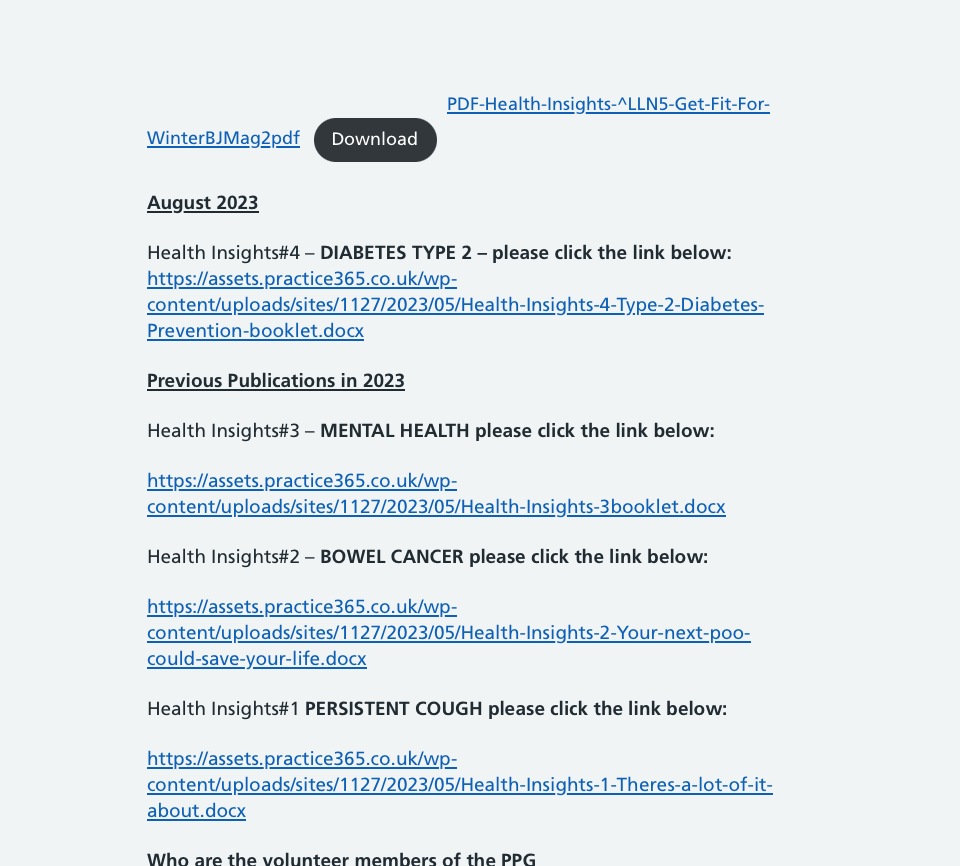 PDF-Health-Insights-^LLN5-Get-Fit-For-
WinterBJMag2pdf Download
August 2023
Health Insights#4 – DIABETES TYPE 2 – please click the link below:
https://assets.practice365.co.uk/wp-
content/uploads/sites/1127/2023/05/Health-Insights-4-Type-2-Diabetes-
Prevention-booklet.docx
Previous Publications in 2023
Health Insights#3 – MENTAL HEALTH please click the link below:
https://assets.practice365.co.uk/wp-
content/uploads/sites/1127/2023/05/Health-Insights-3booklet.docx
Health Insights#2 – BOWEL CANCER please click the link below:
https://assets.practice365.co.uk/wp-
content/uploads/sites/1127/2023/05/Health-Insights-2-Your-next-poo-
could-save-your-life.docx
Health Insights#1 PERSISTENT COUGH please click the link below:
https://assets.practice365.co.uk/wp-
content/uploads/sites/1127/2023/05/Health-Insights-1-Theres-a-lot-of-it-
about.docx
Who are the volunteer members of the PPG